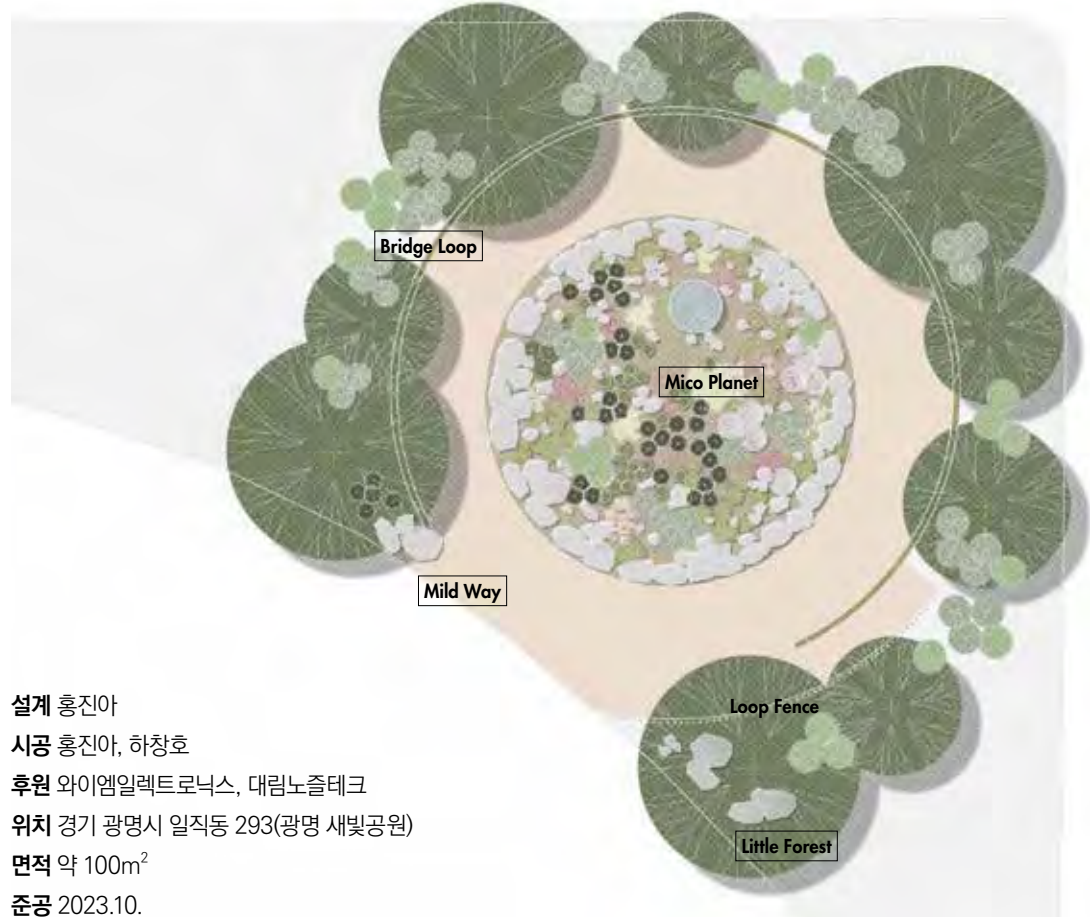 Bridge Loop
Mico Planet
Mild Way
Loop Fence
Little Forest
설계 홍진아
시공 홍진아, 하창호
후원 와이엠일렉트로닉스, 대림노즐테크
위치 경기 광명시 일직동 293(광명 새빛공원)
면적 약 100m²
준공 2023.10.